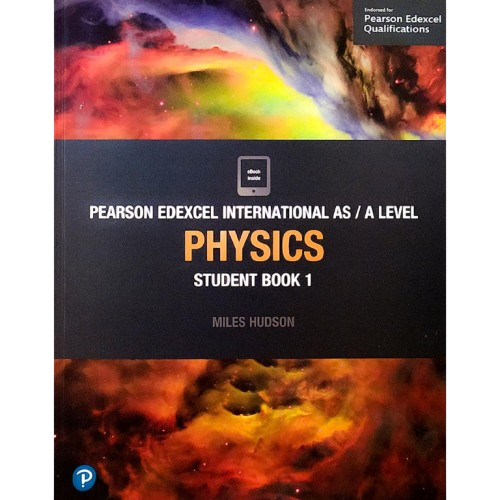 Endorsed for
Pearson Edexcel
Qualifications
eBook
inside
PEARSON EDEXCEL INTERNATIONAL AS / A LEVEL
PHYSICS
STUDENT BOOK 1
MILES HUDSON
P